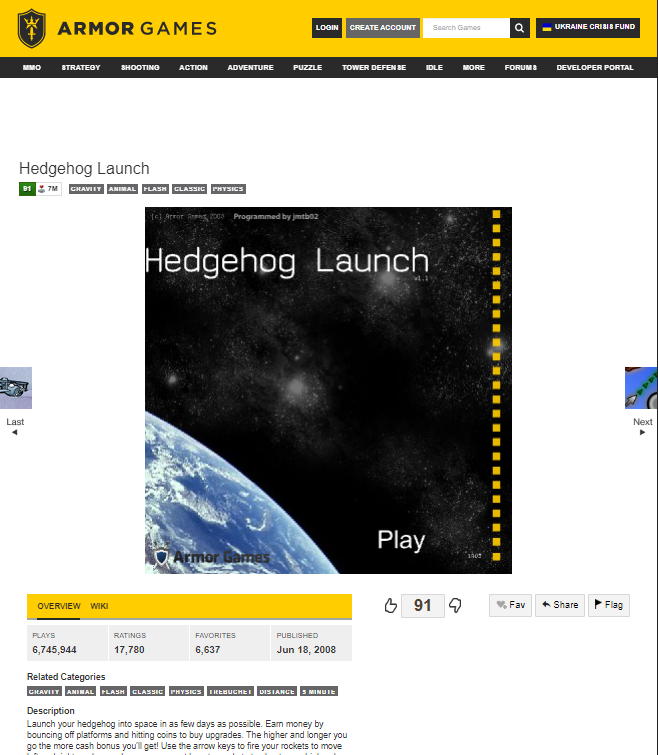 ARMOR GAMES
LOGIN
CREATE ACCOUNT
Search Games
UKRAINE CRISIS FUND
MMO STRATEGY SHOOTING ACTION ADVENTURE PUZZLE TOWER DEFENSE IDLE MORE FORUMS DEVELOPER PORTAL
Hedgehog Launch
91 7M GRAVITY ANIMAL FLASH CLASSIC PHYSICS
(c) Armor Games 2008 Programmed by jmtb02
Hedgehog Launch
v1.1
Last
Next
Play
Armor Games
OVERVIEW WIKI
91
Fav
Share
Flag
PLAYS RATINGS FAVORITES PUBLISHED
6,745,944 17,780 6,637 Jun 18, 2008
Related Categories
GRAVITY ANIMAL FLASH CLASSIC PHYSICS TREBUCHET DISTANCE 5 MINUTE
Description
Launch your hedgehog into space in as few days as possible. Earn money by
bouncing off platforms and hitting coins to buy upgrades. The higher and longer you
go the more cash bonus you'll get! Use the arrow keys to fire your rockets to move